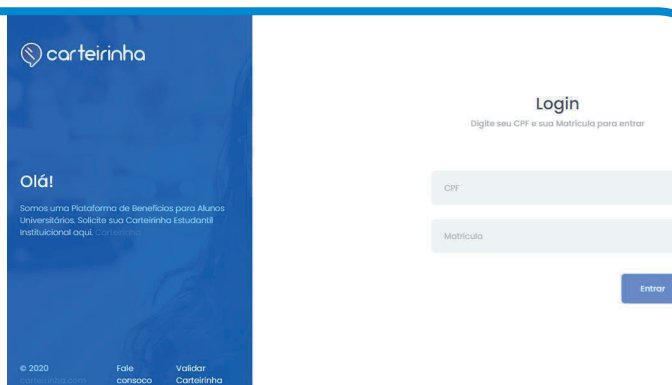 carteirinha
Login
Digite seu CPF e sua Matrícula para entrar
Olá!
Somos uma Plataforma de Benefícios para Alunos
Universitários. Solicite sua Carteirinha Estudantil
Instituicional aqui. Carteirinha
CPF
Matrícula
Entrar
© 2020
carteirinha.com
Fale
consoco
Validar
Carteirinha